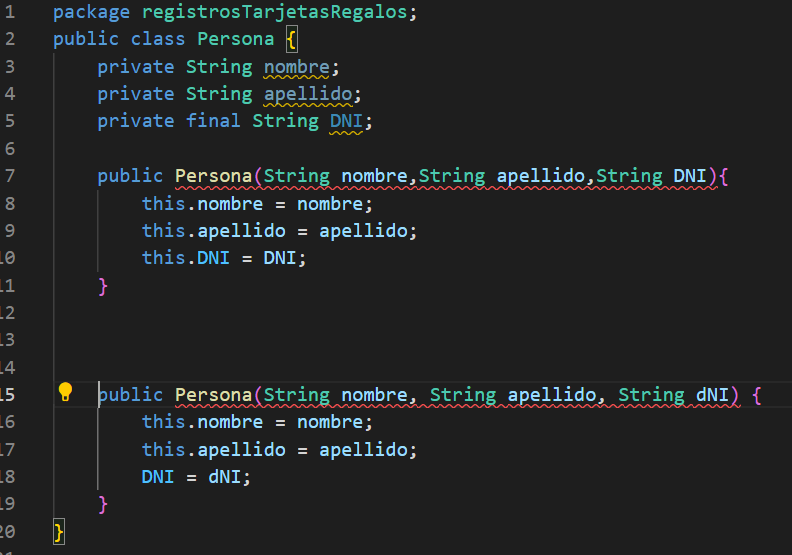 1 package registrosTarjetasRegalos;
2 public class Persona {
3 private String nombre;
4 private String apellido;
5 private final String DNI;
6
7 public Persona(String nombre,String apellido,String DNI){
8 this.nombre = nombre;
9 this.apellido = apellido;
10 this.DNI = DNI;
11 }
12
13
14
15 public Persona(String nombre, String apellido, String dNI) {
16 this.nombre = nombre;
17 this.apellido = apellido;
18 DNI = dNI;
19 }
20 }